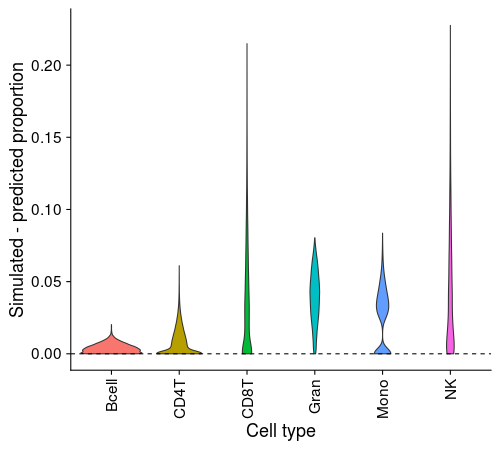 Simulated - predicted proportion
0.20
0.15
0.10
0.05
0.00
Bcell
CD4T
CD8T
Gran
Mono
NK
Cell type